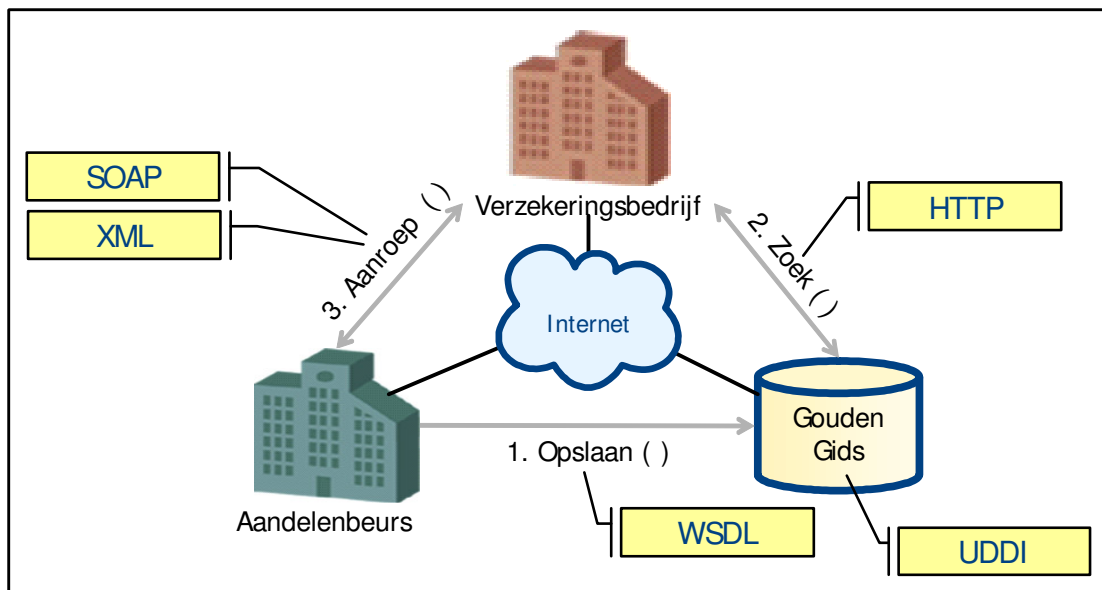 SOAP
XML
3. Aanroep ( )
Verzekeringsbedrijf
2. Zoek ( )
HTTP
Internet
Gouden
Gids
1. Opslaan ( )
Aandelenbeurs
WSDL
UDDI